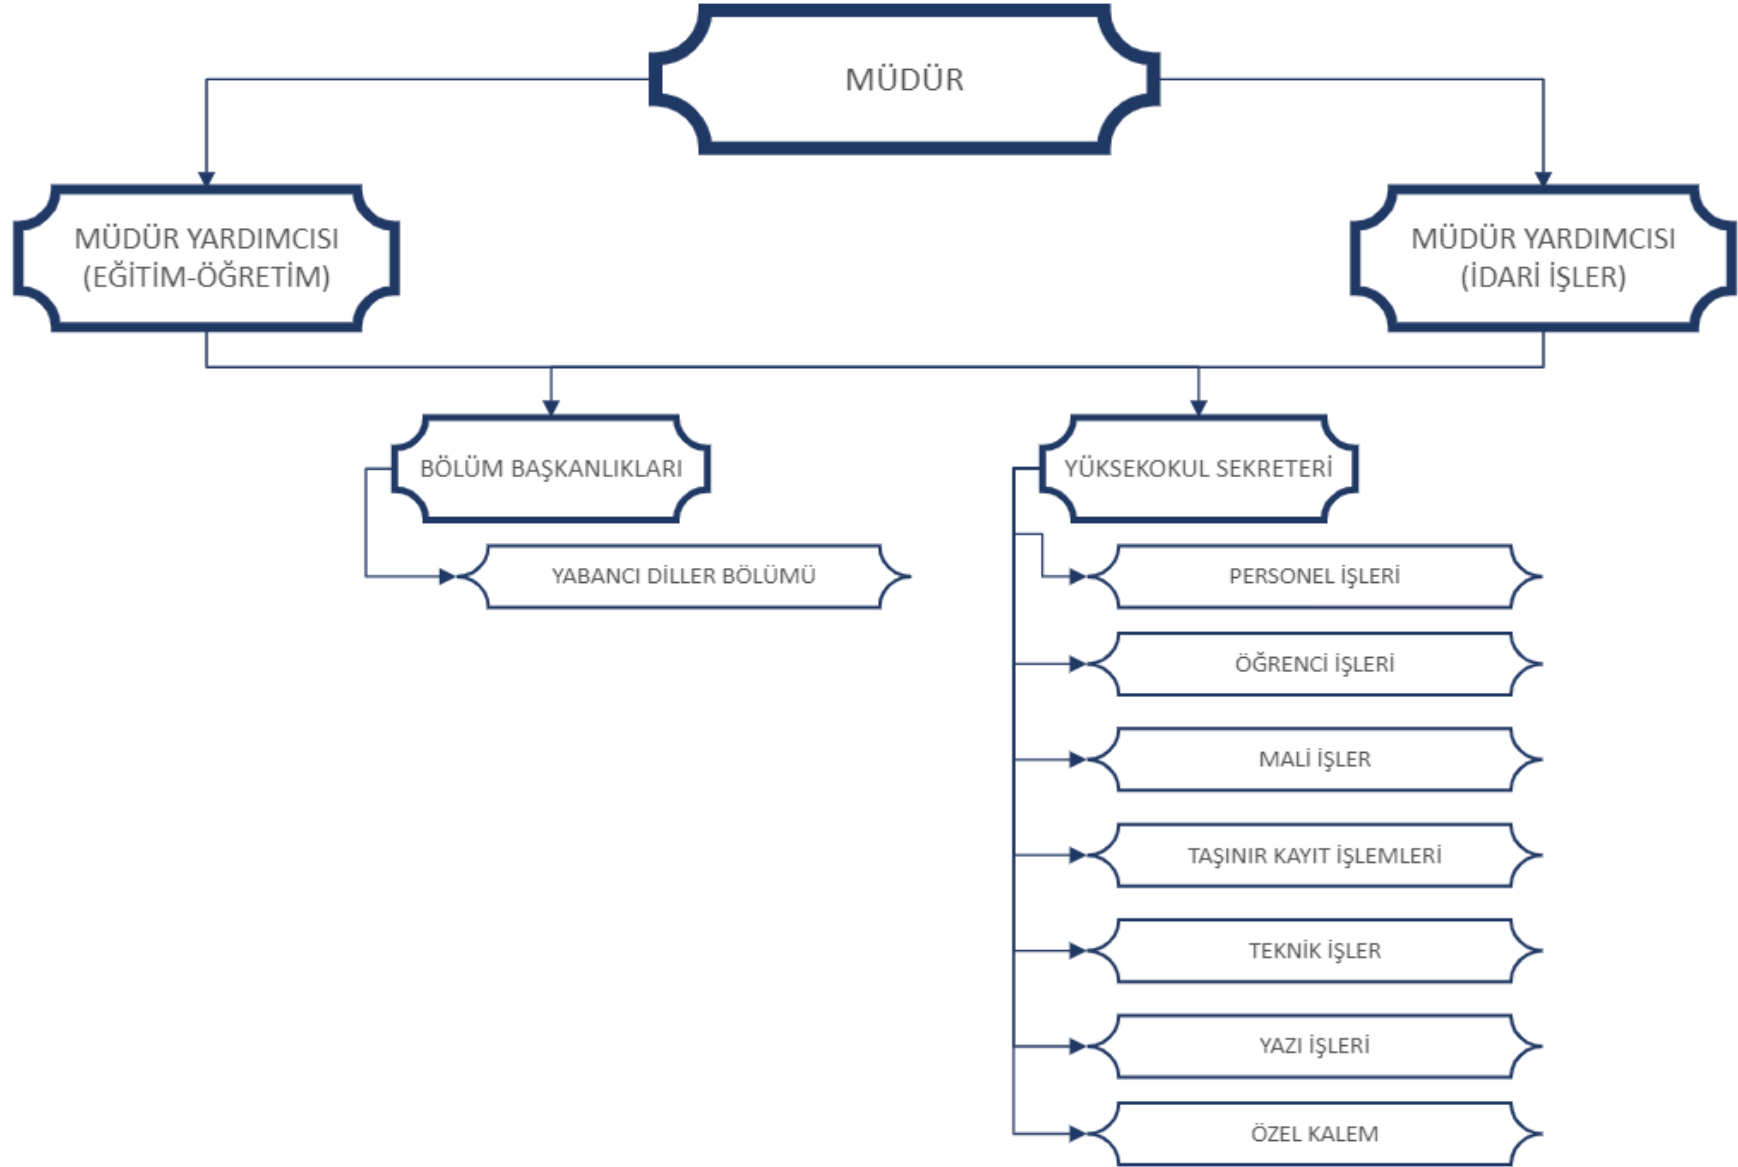 MÜDÜR
MÜDÜR YARDIMCISI
(EĞİTİM-ÖĞRETİM)
MÜDÜR YARDIMCISI
(İDARİ İŞLER)
BÖLÜM BAŞKANLIKLARI
YÜKSEKOKUL SEKRETERİ
YABANCI DİLLER BÖLÜMÜ
PERSONEL İŞLERİ
ÖĞRENCİ İŞLERİ
MALİ İŞLER
TAŞINIR KAYIT İŞLEMLERİ
TEKNİK İŞLER
YAZI İŞLERİ
ÖZEL KALEM